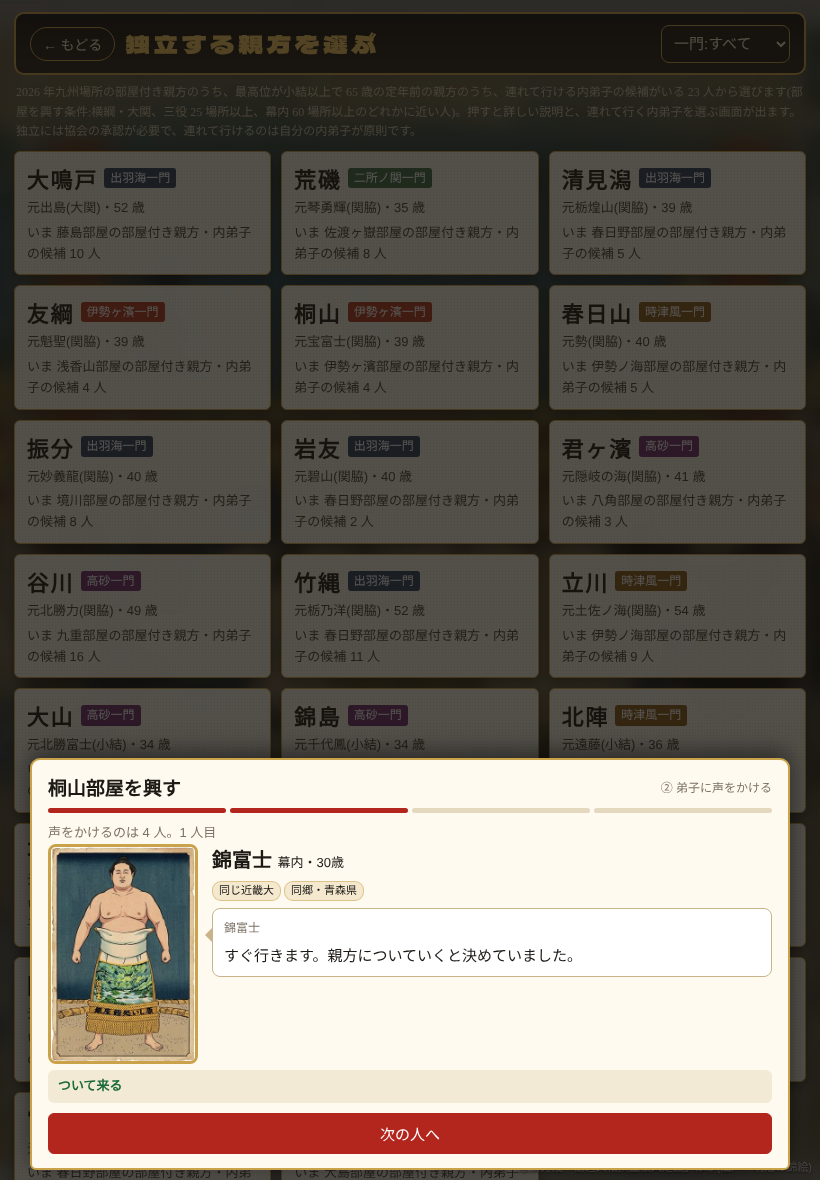 ← もどる
独立する親方を選ぶ
一門:すべて
2026 年九州場所の部屋付き親方のうち、最高位が小結以上で 65 歳の定年前の親方のうち、連れて行ける内弟子の候補がいる 23 人から選びます(部
屋を興す条件:横綱・大関、三役 25 場所以上、幕内 60 場所以上のどれかに近い人)。押すと詳しい説明と、連れて行く内弟子を選ぶ画面が出ます。
独立には協会の承認が必要で、連れて行けるのは自分の内弟子が原則です。
大鳴戸 出羽海一門
元出島(大関)・52 歳
いま 藤島部屋の部屋付き親方・内弟子
の候補 10 人
荒磯 二所ノ関一門
元琴勇輝(関脇)・35 歳
いま 佐渡ヶ嶽部屋の部屋付き親方・内
弟子の候補 8 人
清見潟 出羽海一門
元栃煌山(関脇)・39 歳
いま 春日野部屋の部屋付き親方・内弟
子の候補 5 人
友綱 伊勢ヶ濱一門
元魁聖(関脇)・39 歳
いま 浅香山部屋の部屋付き親方・内弟
子の候補 4 人
桐山 伊勢ヶ濱一門
元宝富士(関脇)・39 歳
いま 伊勢ヶ濱部屋の部屋付き親方・内
弟子の候補 4 人
春日山 時津風一門
元勢(関脇)・40 歳
いま 伊勢ノ海部屋の部屋付き親方・内
弟子の候補 5 人
振分 出羽海一門
元妙義龍(関脇)・40 歳
いま 境川部屋の部屋付き親方・内弟子
の候補 8 人
岩友 出羽海一門
元碧山(関脇)・40 歳
いま 春日野部屋の部屋付き親方・内弟
子の候補 2 人
君ヶ濱 高砂一門
元隠岐の海(関脇)・41 歳
いま 八角部屋の部屋付き親方・内弟子
の候補 3 人
谷川 高砂一門
元北勝力(関脇)・49 歳
いま 九重部屋の部屋付き親方・内弟子
の候補 16 人
竹縄 出羽海一門
元栃乃洋(関脇)・52 歳
いま 春日野部屋の部屋付き親方・内弟
子の候補 11 人
立川 時津風一門
元土佐ノ海(関脇)・54 歳
いま 伊勢ノ海部屋の部屋付き親方・内
弟子の候補 9 人
大山 高砂一門
元北勝富士(小結)・34 歳
錦島 高砂一門
元千代鳳(小結)・34 歳
北陣 時津風一門
元遠藤(小結)・36 歳
桐山部屋を興す
② 弟子に声をかける
声をかけるのは 4 人。1 人目
錦富士 幕内・30歳
同じ近畿大 同郷・青森県
錦富士
すぐ行きます。親方についていくと決めていました。
ついて来る
次の人へ
いま 春日野部屋の部屋付き親方・内弟
いま 大島部屋の部屋付き親方・内弟子